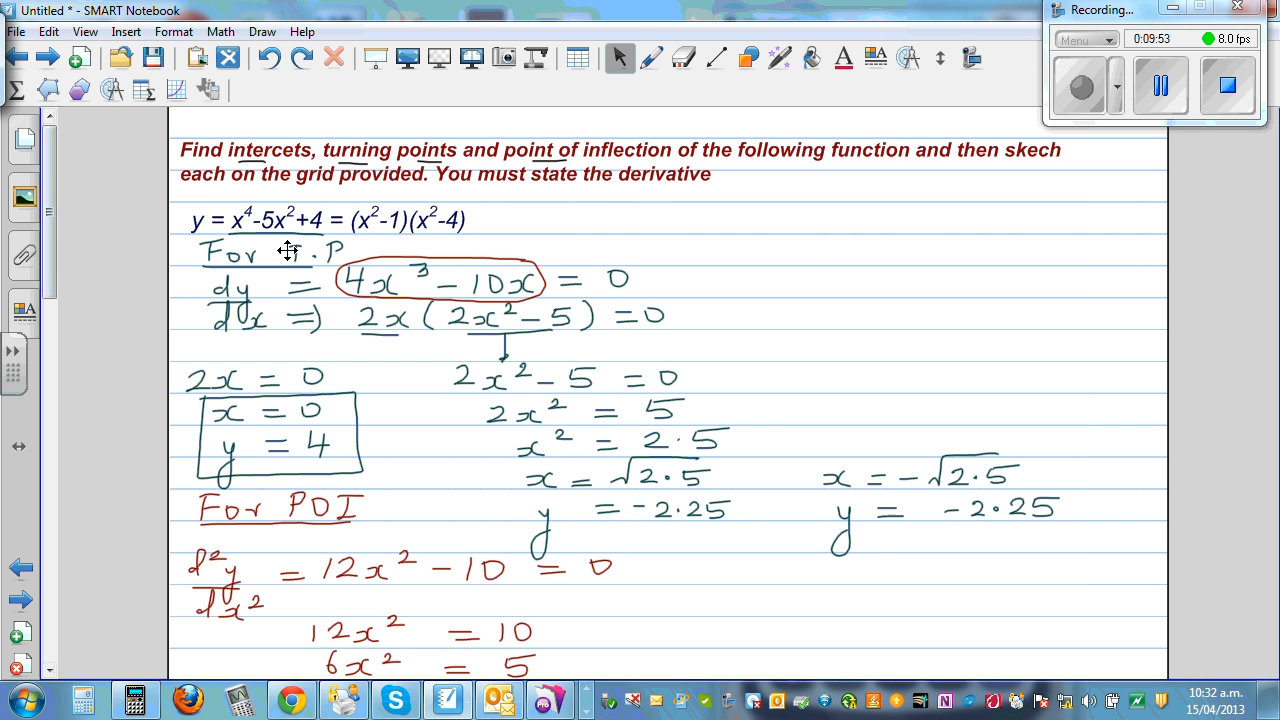 Untitled * - SMART Notebook
Recording...
File Edit View Insert Format Math Draw Help
Menu
0:09:53
8.0 fps
Find intercets, turning points and point of inflection of the following function and then skech
each on the grid provided. You must state the derivative
y = x⁴-5x²+4 = (x²-1)(x²-4)
For T.P
dy/dx = 4x³ - 10x = 0
=) 2x (2x² - 5) = 0
2x = 0 2x² - 5 = 0
x = 0 2x² = 5
y = 4 x² = 2.5
x = √2.5 x = -√2.5
For POI y = -2.25 y = -2.25
d²y/dx² = 12x² - 10 = 0
12x² = 10
6x² = 5
10:32 a.m.
15/04/2013